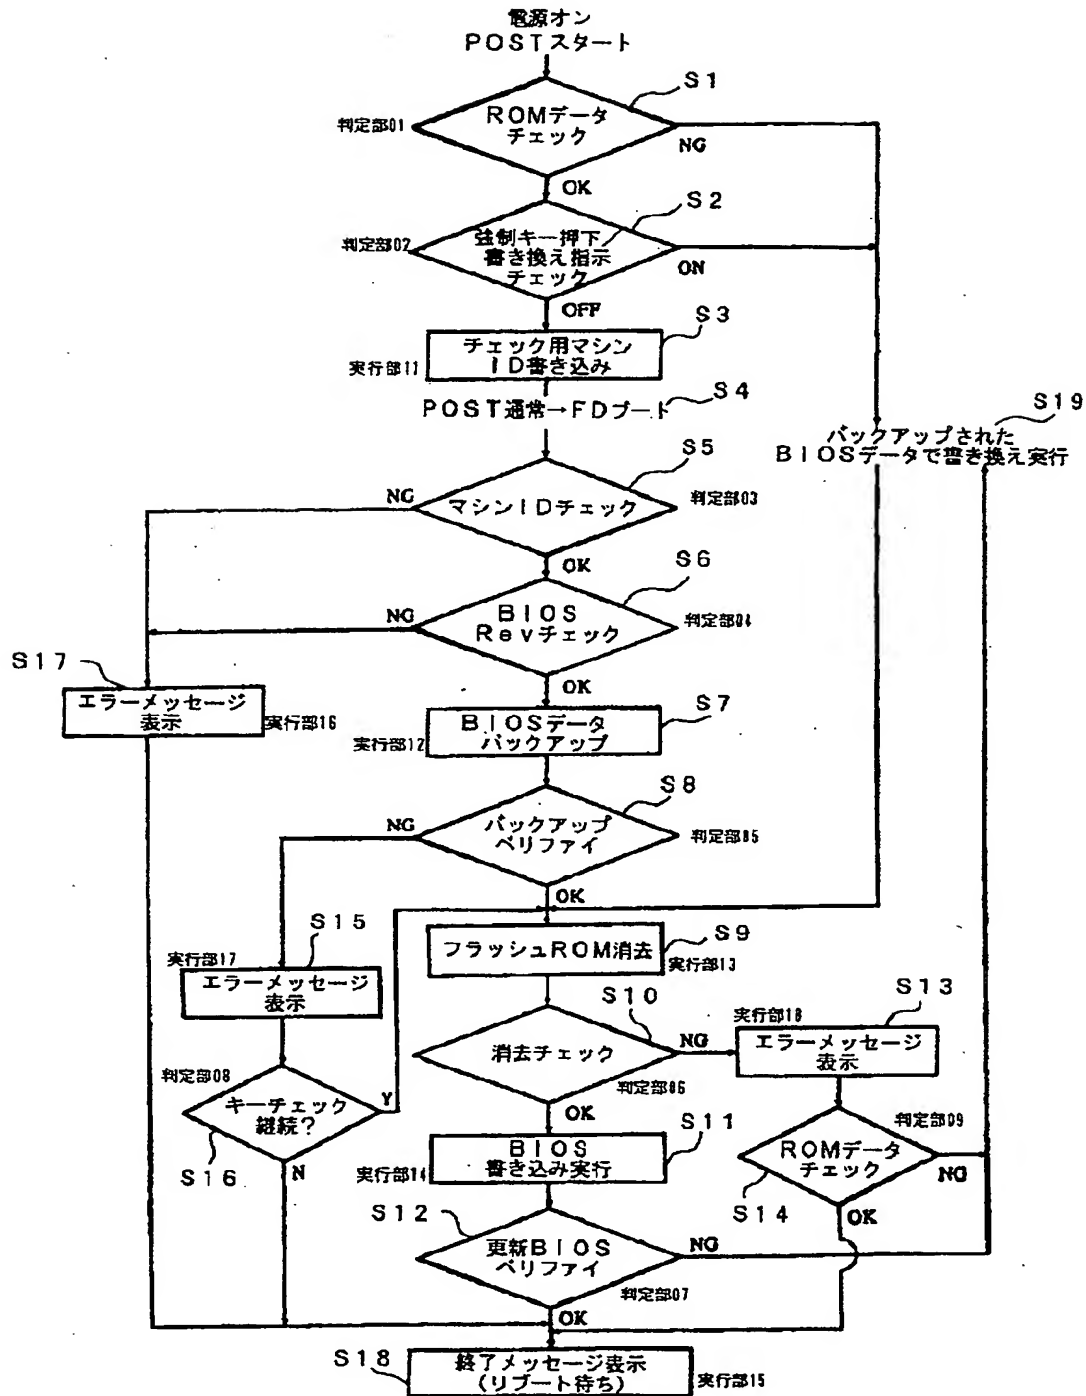 電源オン
POSTスタート
S1
ROMデータ
チェック
判定部01
NG
OK
S2
強制キー押下
書き換え指示
チェック
判定部02
ON
OFF
S3
チェック用マシン
ID書き込み
実行部11
POST通常→FDブート
S4
S19
バックアップされた
BIOSデータで書き換え実行
S5
NG
マシンIDチェック
判定部03
OK
S6
NG
BIOS
Revチェック
判定部04
OK
S17
エラーメッセージ
表示
実行部16
S7
BIOSデータ
バックアップ
実行部12
S8
NG
バックアップ
ベリファイ
判定部05
OK
S9
フラッシュROM消去
実行部13
S15
実行部17
エラーメッセージ
表示
S10
消去チェック
NG
判定部06
OK
S13
実行部18
エラーメッセージ
表示
判定部08
キーチェック
継続?
Y
N
S16
S11
BIOS
書き込み実行
実行部14
判定部09
ROMデータ
チェック
NG
S14
OK
S12
更新BIOS
ベリファイ
NG
判定部07
OK
S18
終了メッセージ表示
(リブート待ち)
実行部15